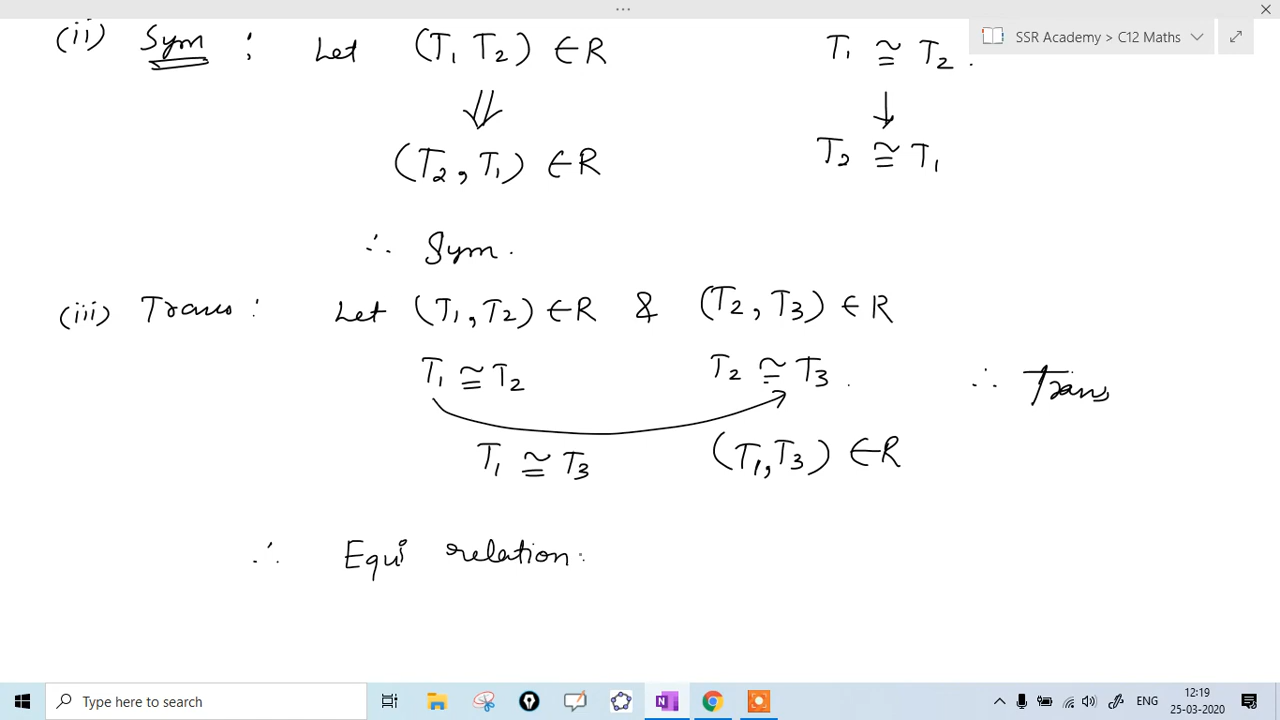 ...
SSR Academy > C12 Maths
(ii) Sym : Let (T₁ T₂) ∈ R T₁ ≅ T₂ .
⇓ ↓
(T₂, T₁) ∈ R T₂ ≅ T₁
∴ Sym.
(iii) Trans : Let (T₁, T₂) ∈ R & (T₂, T₃) ∈ R
T₁ ≅ T₂ T₂ ≅ T₃ . ∴ Trans
T₁ ≅ T₃ (T₁, T₃) ∈ R
∴ Equi relation:
Type here to search
ENG
12:19
25-03-2020